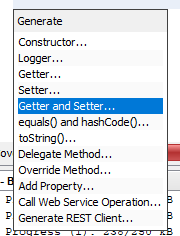 Generate
Constructor...
Logger...
Getter...
Setter...
Getter and Setter...
equals() and hashCode()...
toString()...
Delegate Method...
Override Method...
Add Property...
Call Web Service Operation...
Generate REST Client...